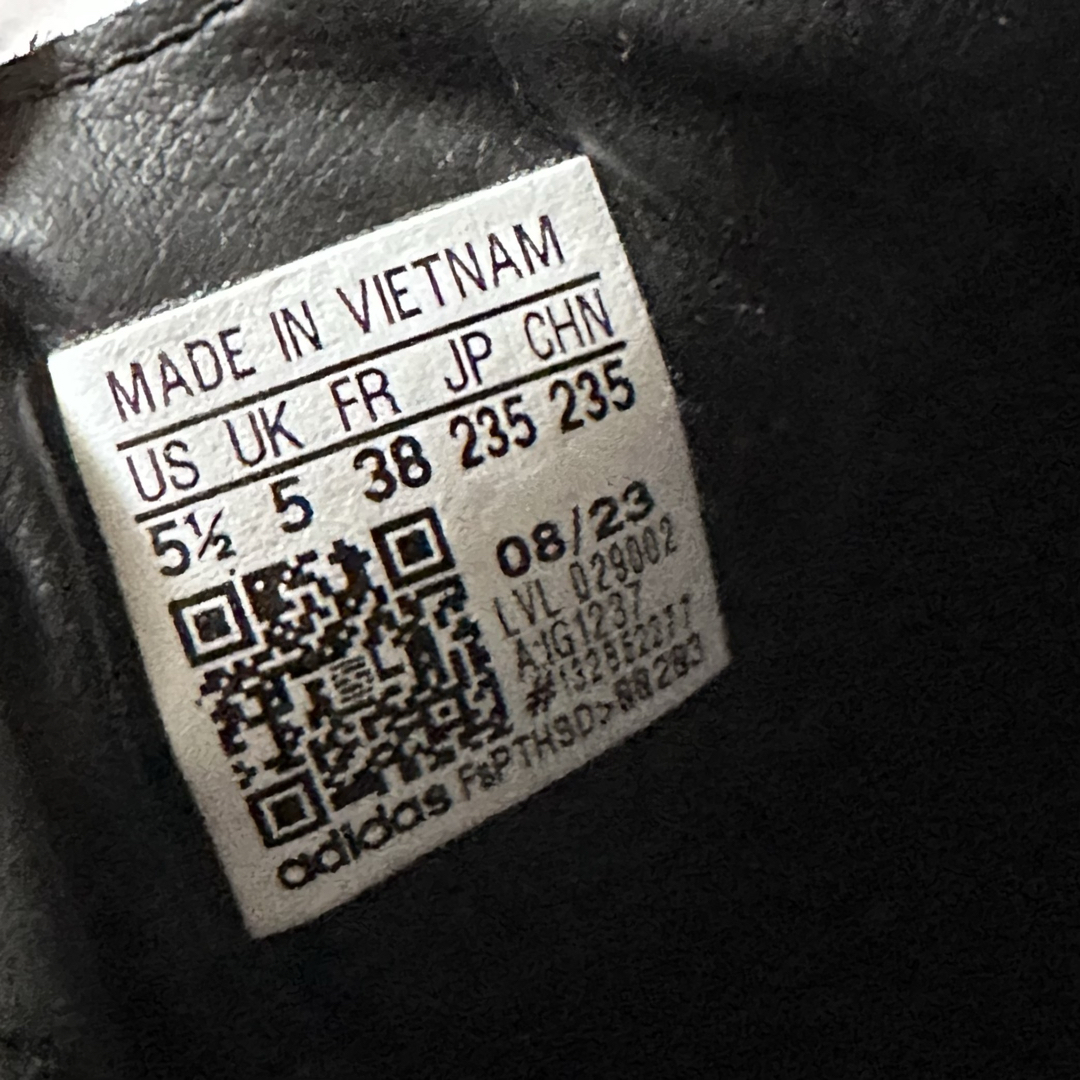 MADE IN VIETNAM
US UK FR JP CHN
5½ 5 38 235 235
08/23
LVL 029002
adidas